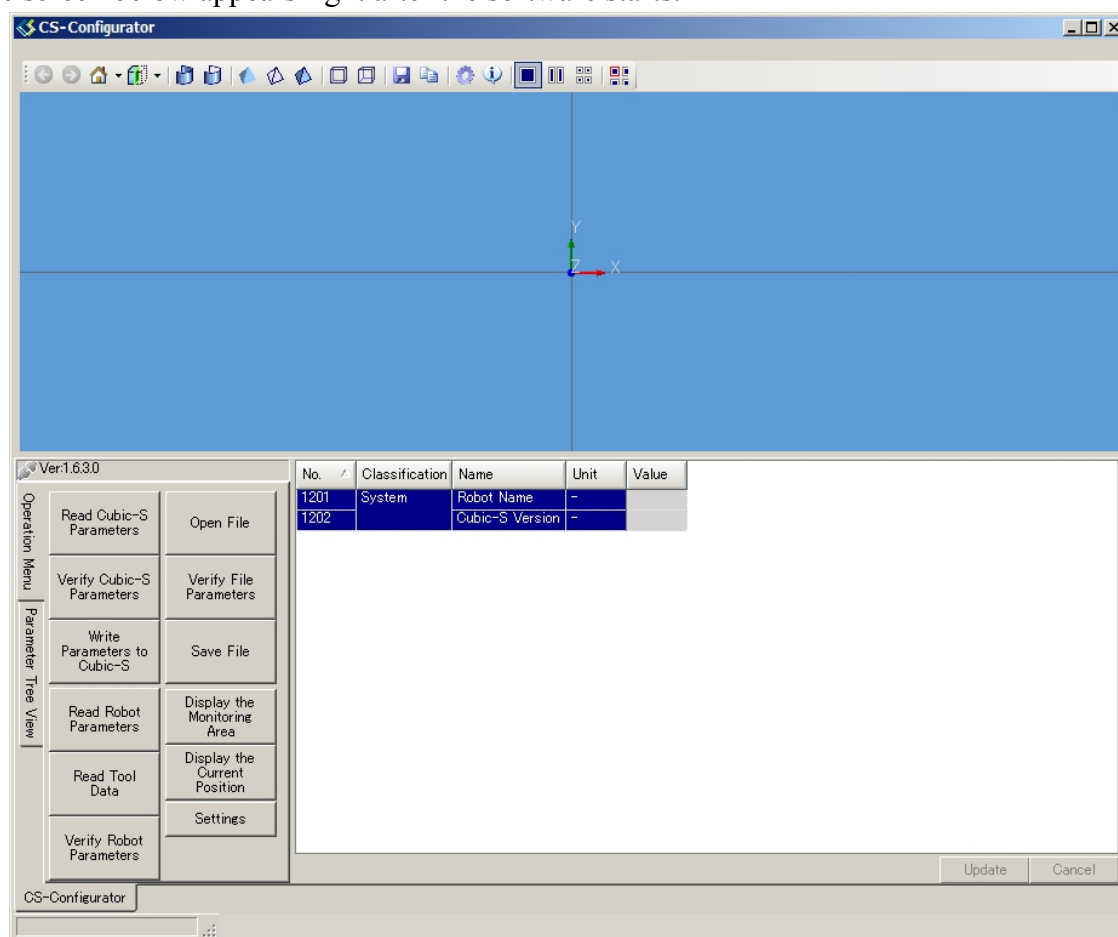 CS-Configurator
Y
Z X
Ver:1.6.3.0
Operation Menu
Parameter Tree View
Read Cubic-S
Parameters
Open File
Verify Cubic-S
Parameters
Verify File
Parameters
Write
Parameters to
Cubic-S
Save File
Read Robot
Parameters
Display the
Monitoring
Area
Read Tool
Data
Display the
Current
Position
Settings
Verify Robot
Parameters
No. Classification Name Unit Value
1201 System Robot Name -
1202 Cubic-S Version -
Update Cancel
CS-Configurator